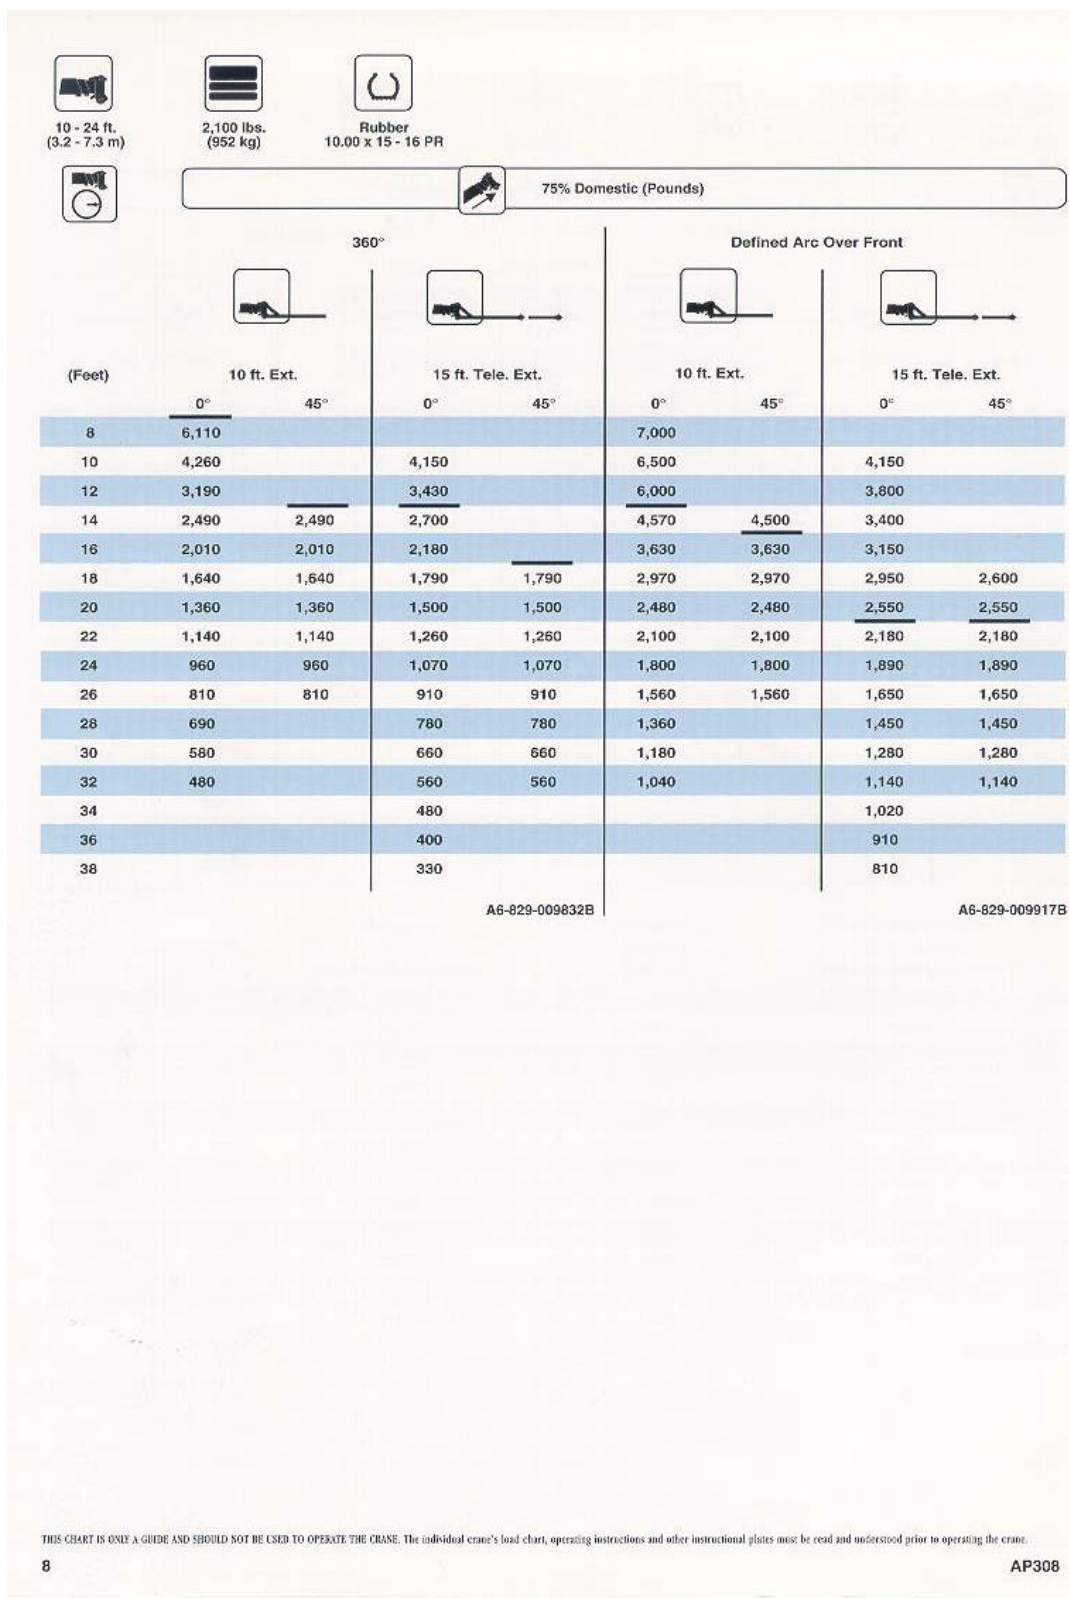 10 - 24 ft.
(3.2 - 7.3 m)
2,100 lbs.
(952 kg)
Rubber
10.00 x 15 - 16 PR
75% Domestic (Pounds)
360° Defined Arc Over Front
(Feet) 10 ft. Ext. 15 ft. Tele. Ext. 10 ft. Ext. 15 ft. Tele. Ext.
0° 45° 0° 45° 0° 45° 0° 45°
8 6,110 7,000
10 4,260 4,150 6,500 4,150
12 3,190 3,430 6,000 3,800
14 2,490 2,490 2,700 4,570 4,500 3,400
16 2,010 2,010 2,180 3,630 3,630 3,150
18 1,640 1,640 1,790 1,790 2,970 2,970 2,950 2,600
20 1,360 1,360 1,500 1,500 2,480 2,480 2,550 2,550
22 1,140 1,140 1,260 1,260 2,100 2,100 2,180 2,180
24 960 960 1,070 1,070 1,800 1,800 1,890 1,890
26 810 810 910 910 1,560 1,560 1,650 1,650
28 690 780 780 1,360 1,450 1,450
30 580 660 660 1,180 1,280 1,280
32 480 560 560 1,040 1,140 1,140
34 480 1,020
36 400 910
38 330 810
A6-829-009832B A6-829-009917B
THIS CHART IS ONLY A GUIDE AND SHOULD NOT BE USED TO OPERATE THE CRANE. The individual crane's load chart, operating instructions and other instructional plates must be read and understood prior to operating the crane.
8 AP308